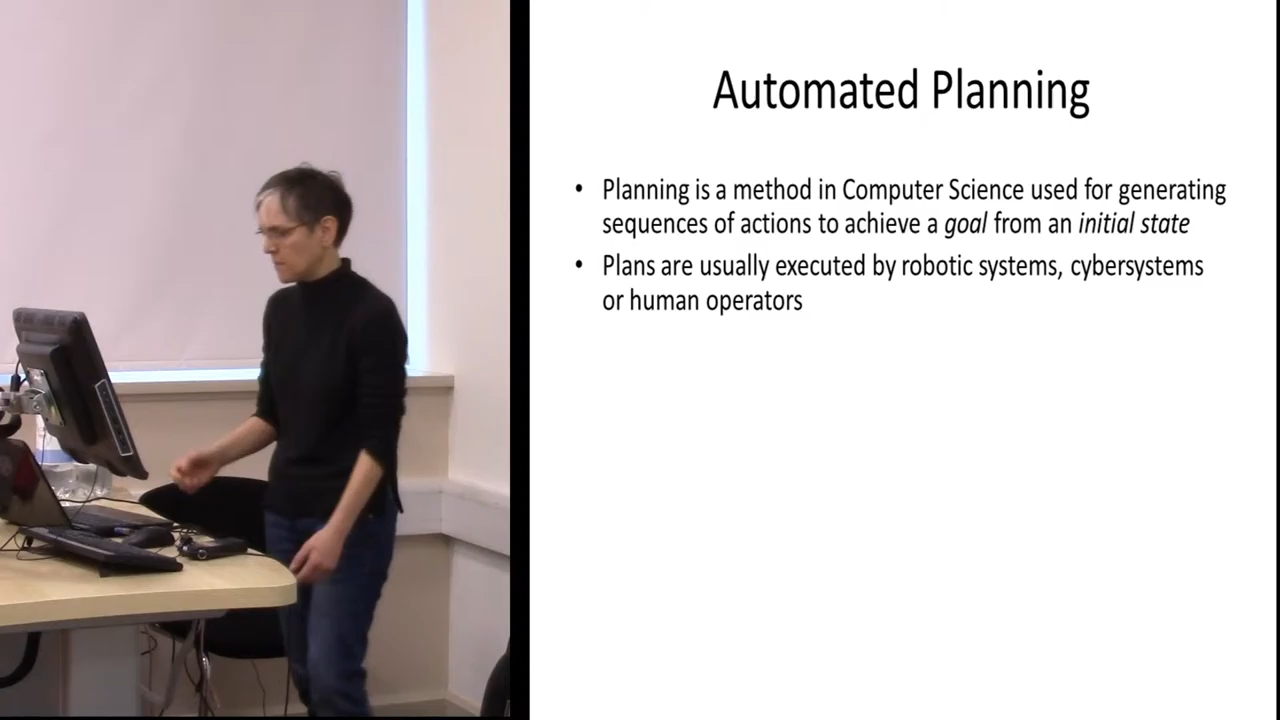 Automated Planning
• Planning is a method in Computer Science used for generating
sequences of actions to achieve a goal from an initial state
• Plans are usually executed by robotic systems, cybersystems
or human operators